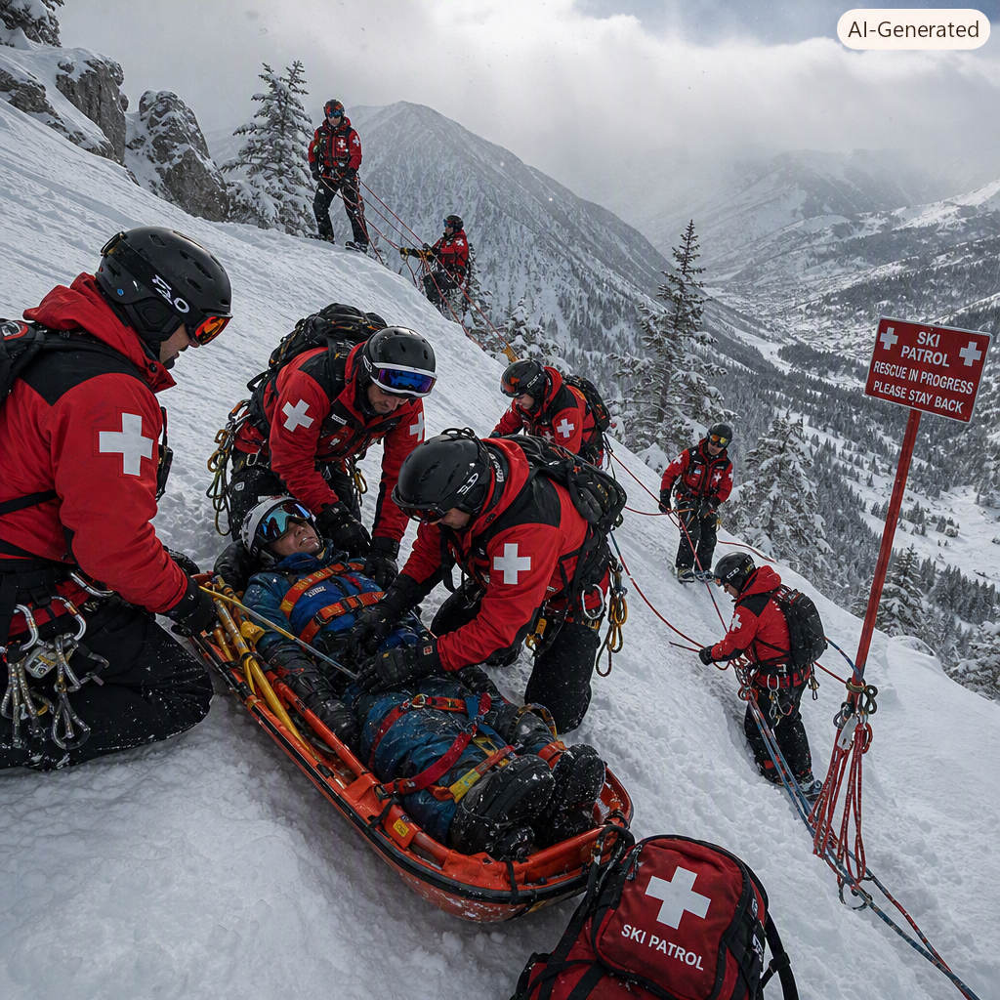 AI-Generated
SKI
PATROL
RESCUE IN PROGRESS
PLEASE STAY BACK
SKI PATROL